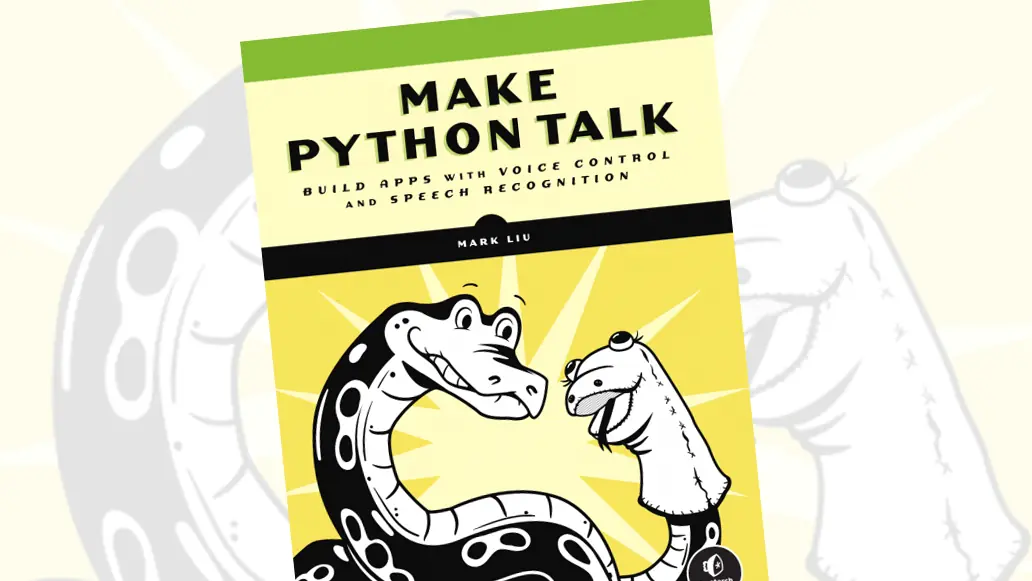 MAKE
PYTHON TALK
BUILD APPS WITH VOICE CONTROL
AND SPEECH RECOGNITION
MARK LIU